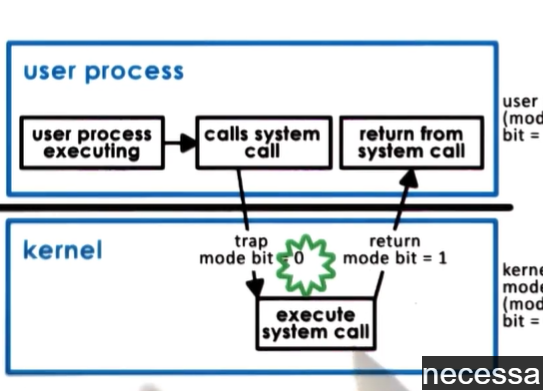 user process
user process
executing
calls system
call
return from
system call
user
(mod
bit =
kernel
trap
mode bit = 0
return
mode bit = 1
execute
system call
kerne
mode
(mod
bit =
necessa